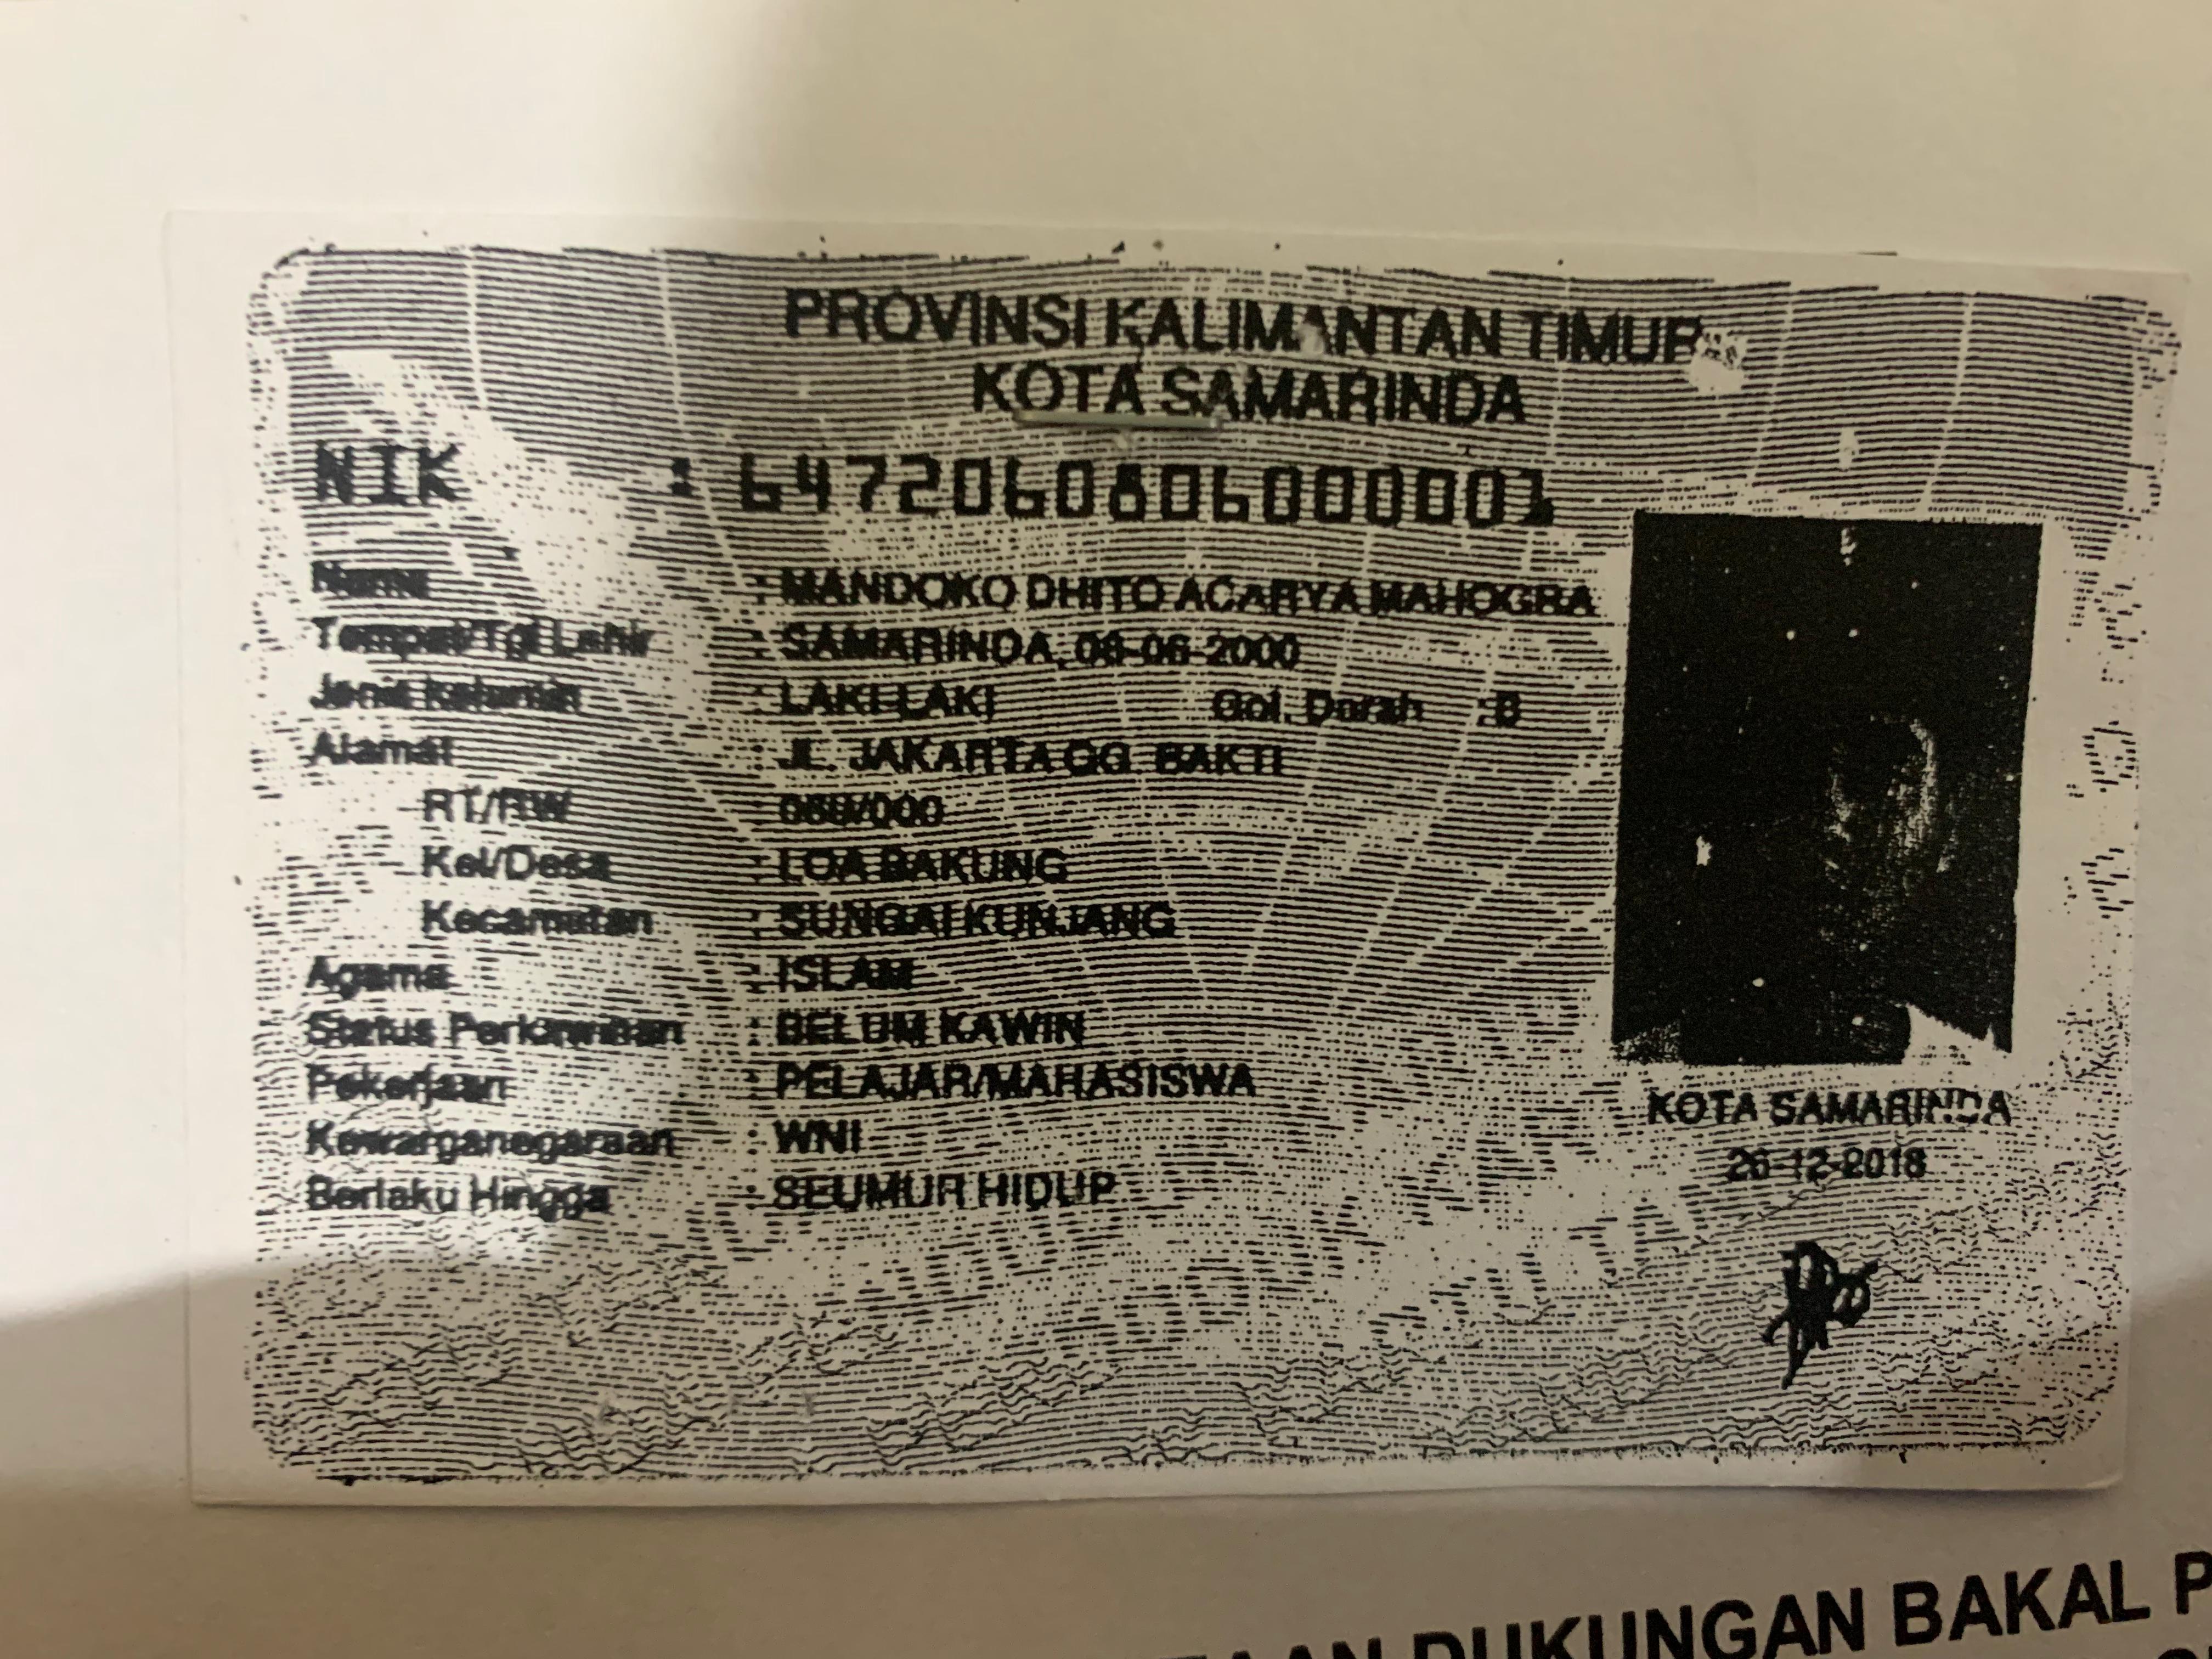 PROVINSI KALIMANTAN TIMUR
KOTA SAMARINDA
NIK : 6472060806000001
Nama : MANDOKO DHITO ACARYA MAHOGRA
Tempat/Tgl Lahir : SAMARINDA, 08-06-2000
Jenis kelamin : LAKI-LAKI Gol. Darah : B
Alamat : JL. JAKARTA GG BAKTI
RT/RW
Kel/Desa : LOA BAKUNG
Kecamatan : SUNGAI KUNJANG
Agama : ISLAM
Status Perkawinan : BELUM KAWIN
Pekerjaan : PELAJAR/MAHASISWA
Kewarganegaraan : WNI
Berlaku Hingga : SEUMUR HIDUP
KOTA SAMARINDA
26-12-2018
DUKUNGAN BAKAL P